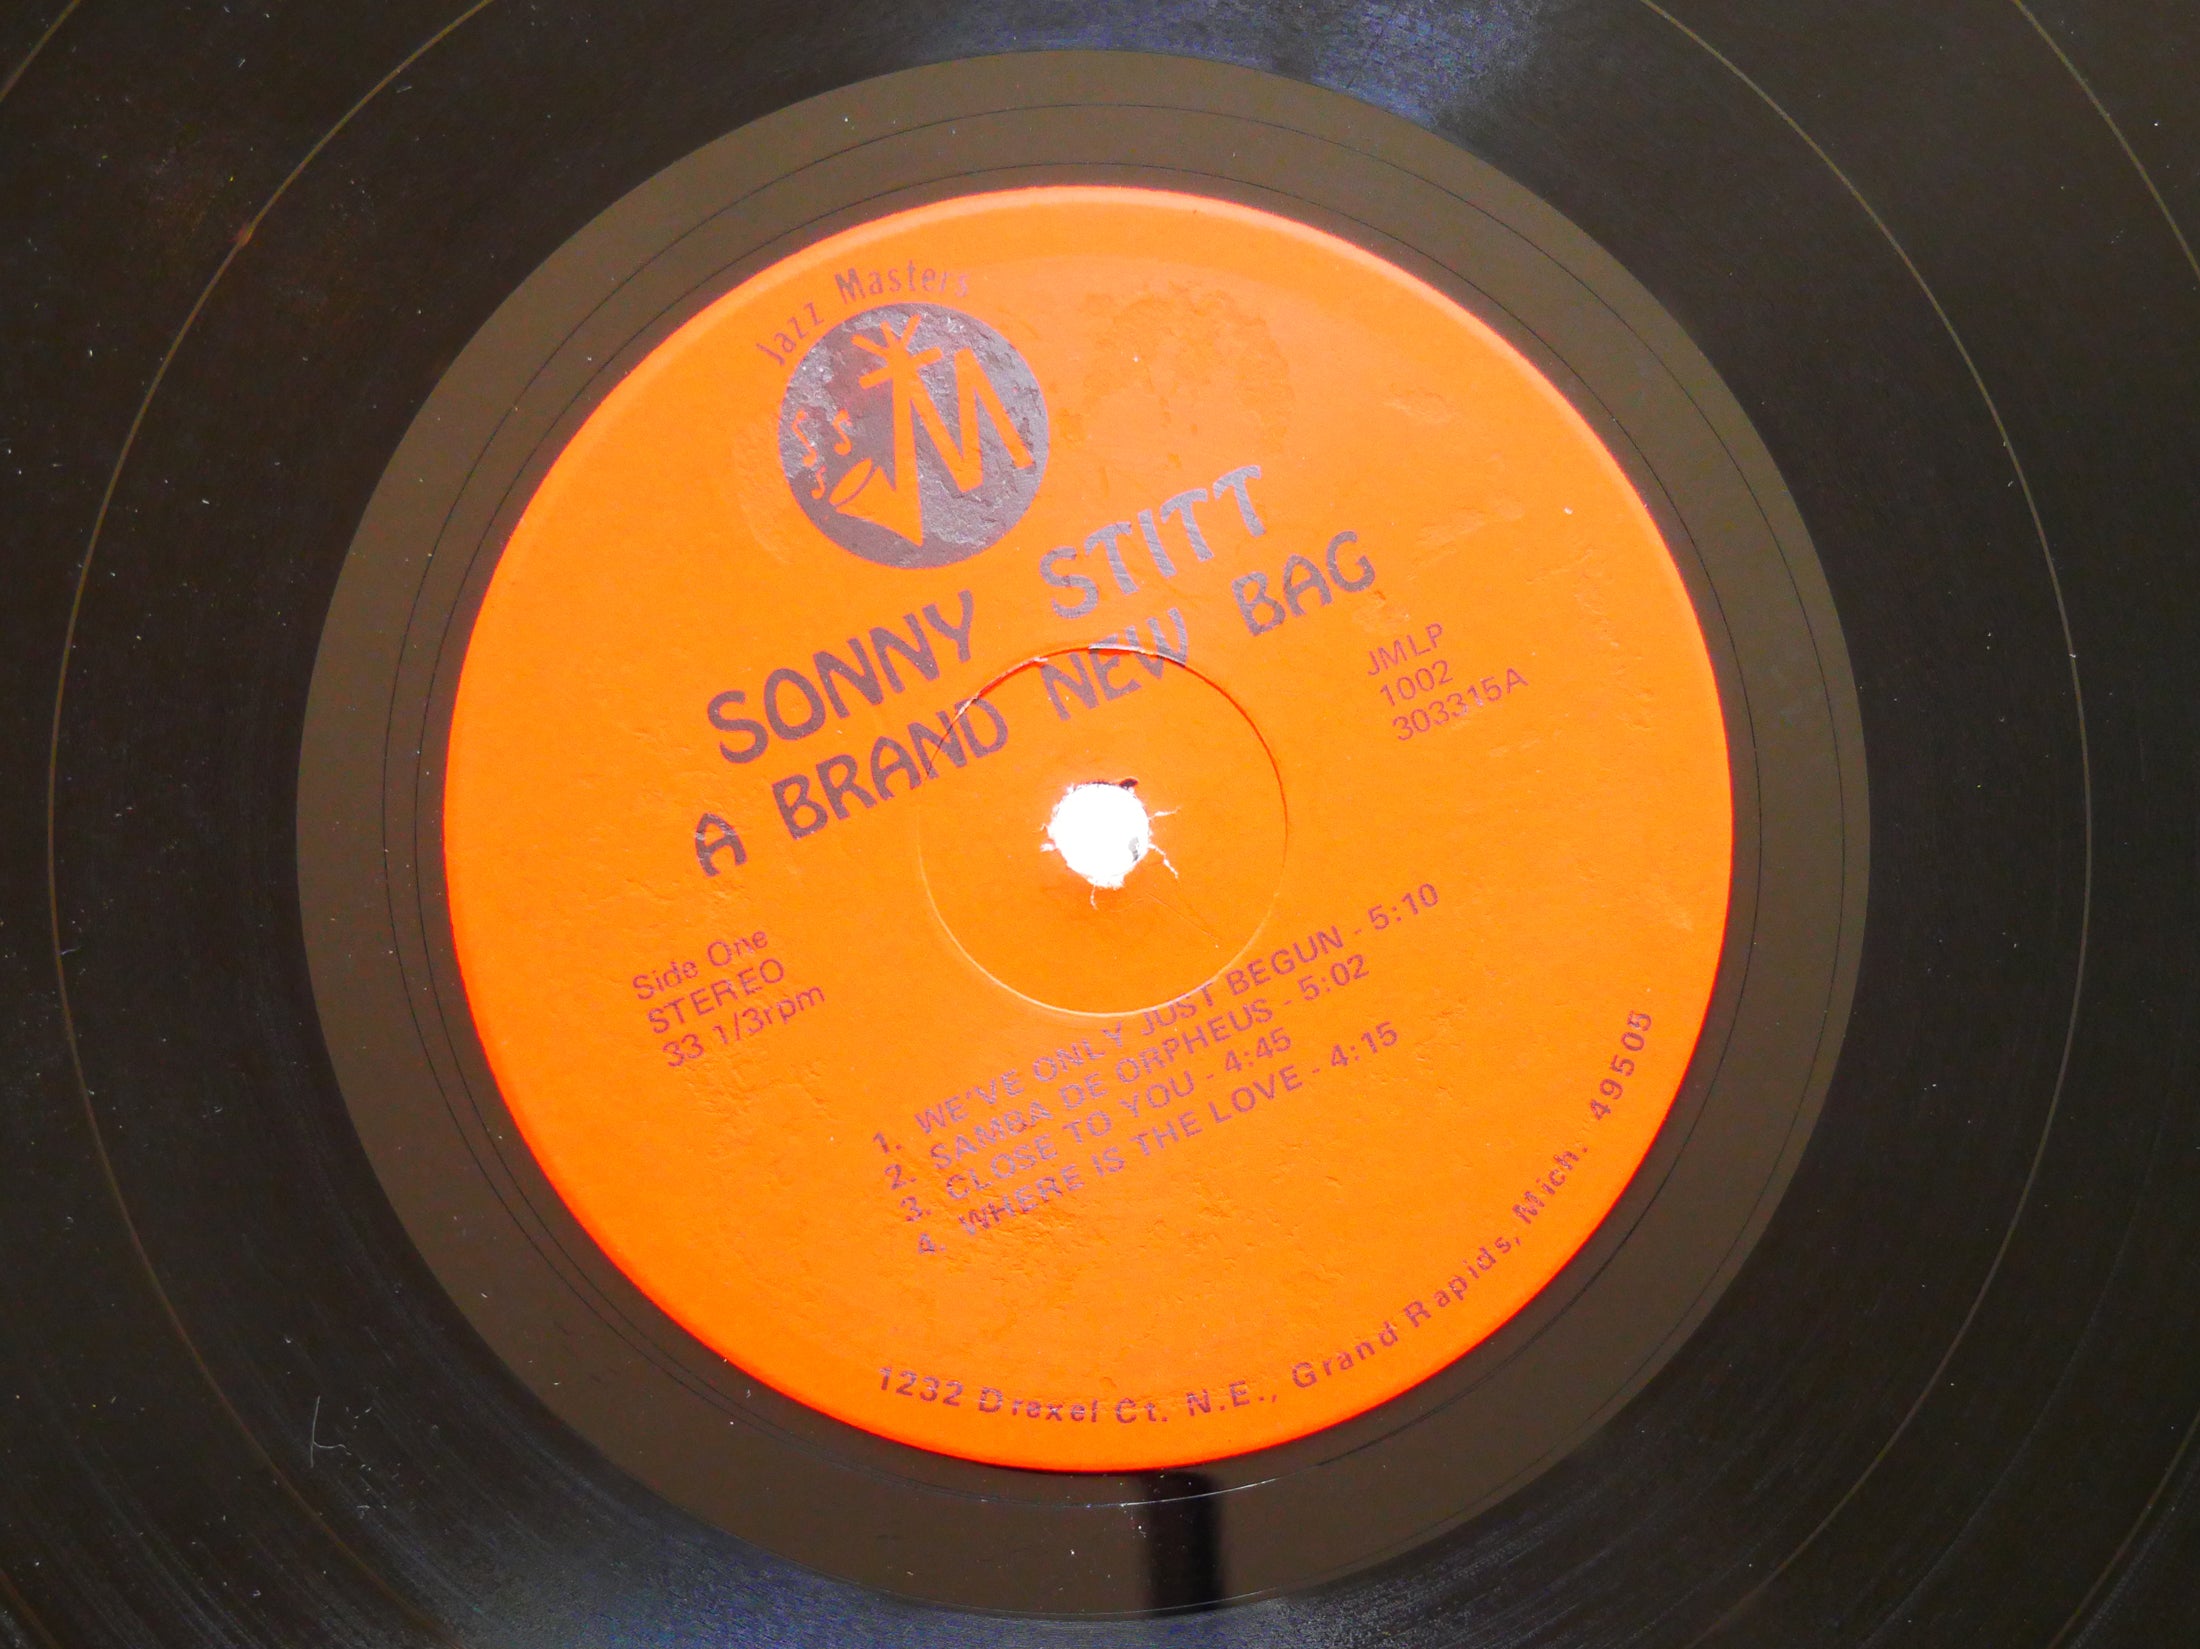 Jazz Masters
SONNY STITT
A BRAND NEW BAG
JMLP
1002
303315A
Side One
STEREO
33 1/3rpm
1. WE'VE ONLY JUST BEGUN - 5:10
2. SAMBA DE ORPHEUS - 5:02
3. CLOSE TO YOU - 4:45
4. WHERE IS THE LOVE - 4:15
1232 Drexel Ct. N.E., Grand Rapids, Mich. 49505